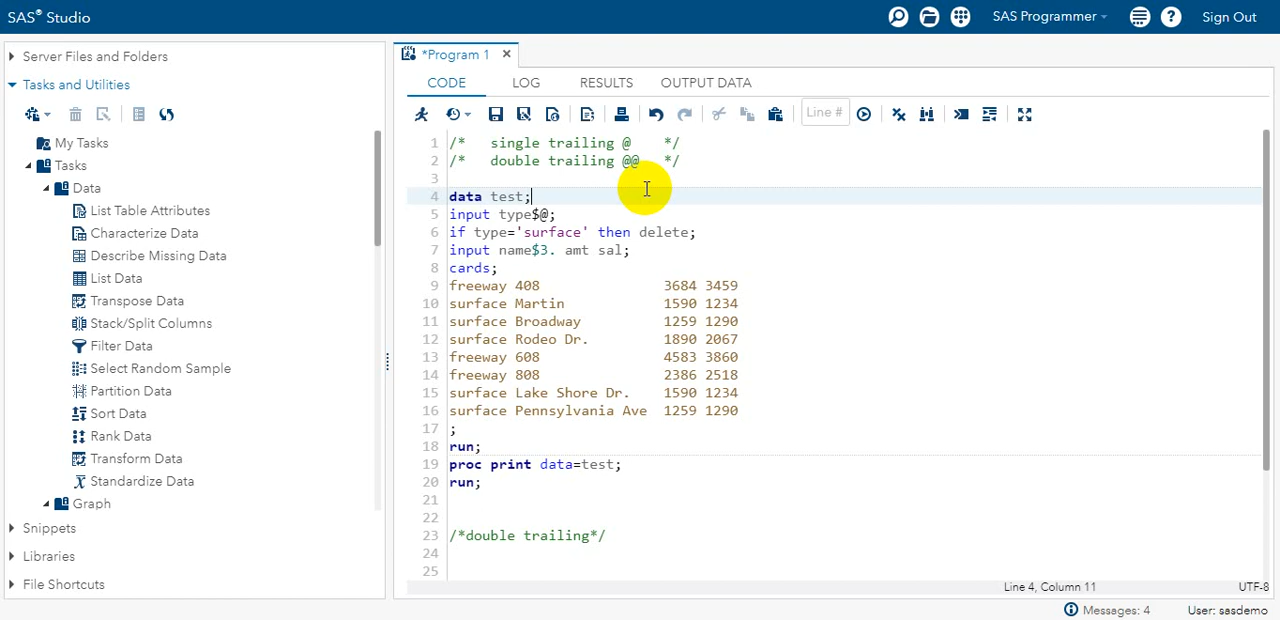 SAS® Studio
SAS Programmer
Sign Out
Server Files and Folders
Tasks and Utilities
My Tasks
Tasks
Data
List Table Attributes
Characterize Data
Describe Missing Data
List Data
Transpose Data
Stack/Split Columns
Filter Data
Select Random Sample
Partition Data
Sort Data
Rank Data
Transform Data
Standardize Data
Graph
Snippets
Libraries
File Shortcuts
*Program 1
CODE LOG RESULTS OUTPUT DATA
Line #
1 /*   single trailing @    */
2 /*   double trailing @@   */
3
4 data test;
5 input type$@;
6 if type='surface' then delete;
7 input name$3. amt sal;
8 cards;
9 freeway 408               3684 3459
10 surface Martin            1590 1234
11 surface Broadway          1259 1290
12 surface Rodeo Dr.         1890 2067
13 freeway 608               4583 3860
14 freeway 808               2386 2518
15 surface Lake Shore Dr.    1590 1234
16 surface Pennsylvania Ave  1259 1290
17 ;
18 run;
19 proc print data=test;
20 run;
21
22
23 /*double trailing*/
24
25
Line 4, Column 11
UTF-8
Messages: 4
User: sasdemo